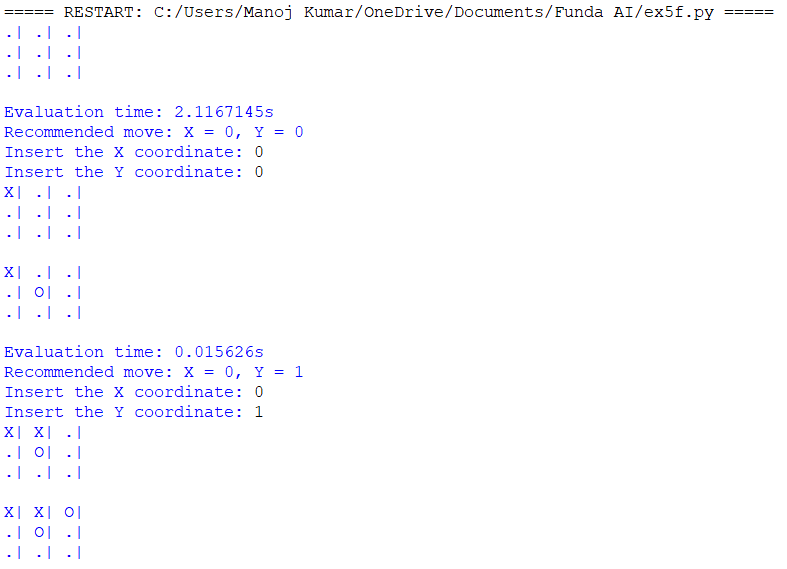 ===== RESTART: C:/Users/Manoj Kumar/OneDrive/Documents/Funda AI/ex5f.py =====
.| .| .|
.| .| .|
.| .| .|
Evaluation time: 2.1167145s
Recommended move: X = 0, Y = 0
Insert the X coordinate: 0
Insert the Y coordinate: 0
X| .| .|
.| .| .|
.| .| .|
X| .| .|
.| O| .|
.| .| .|
Evaluation time: 0.015626s
Recommended move: X = 0, Y = 1
Insert the X coordinate: 0
Insert the Y coordinate: 1
X| X| .|
.| O| .|
.| .| .|
X| X| O|
.| O| .|
.| .| .|